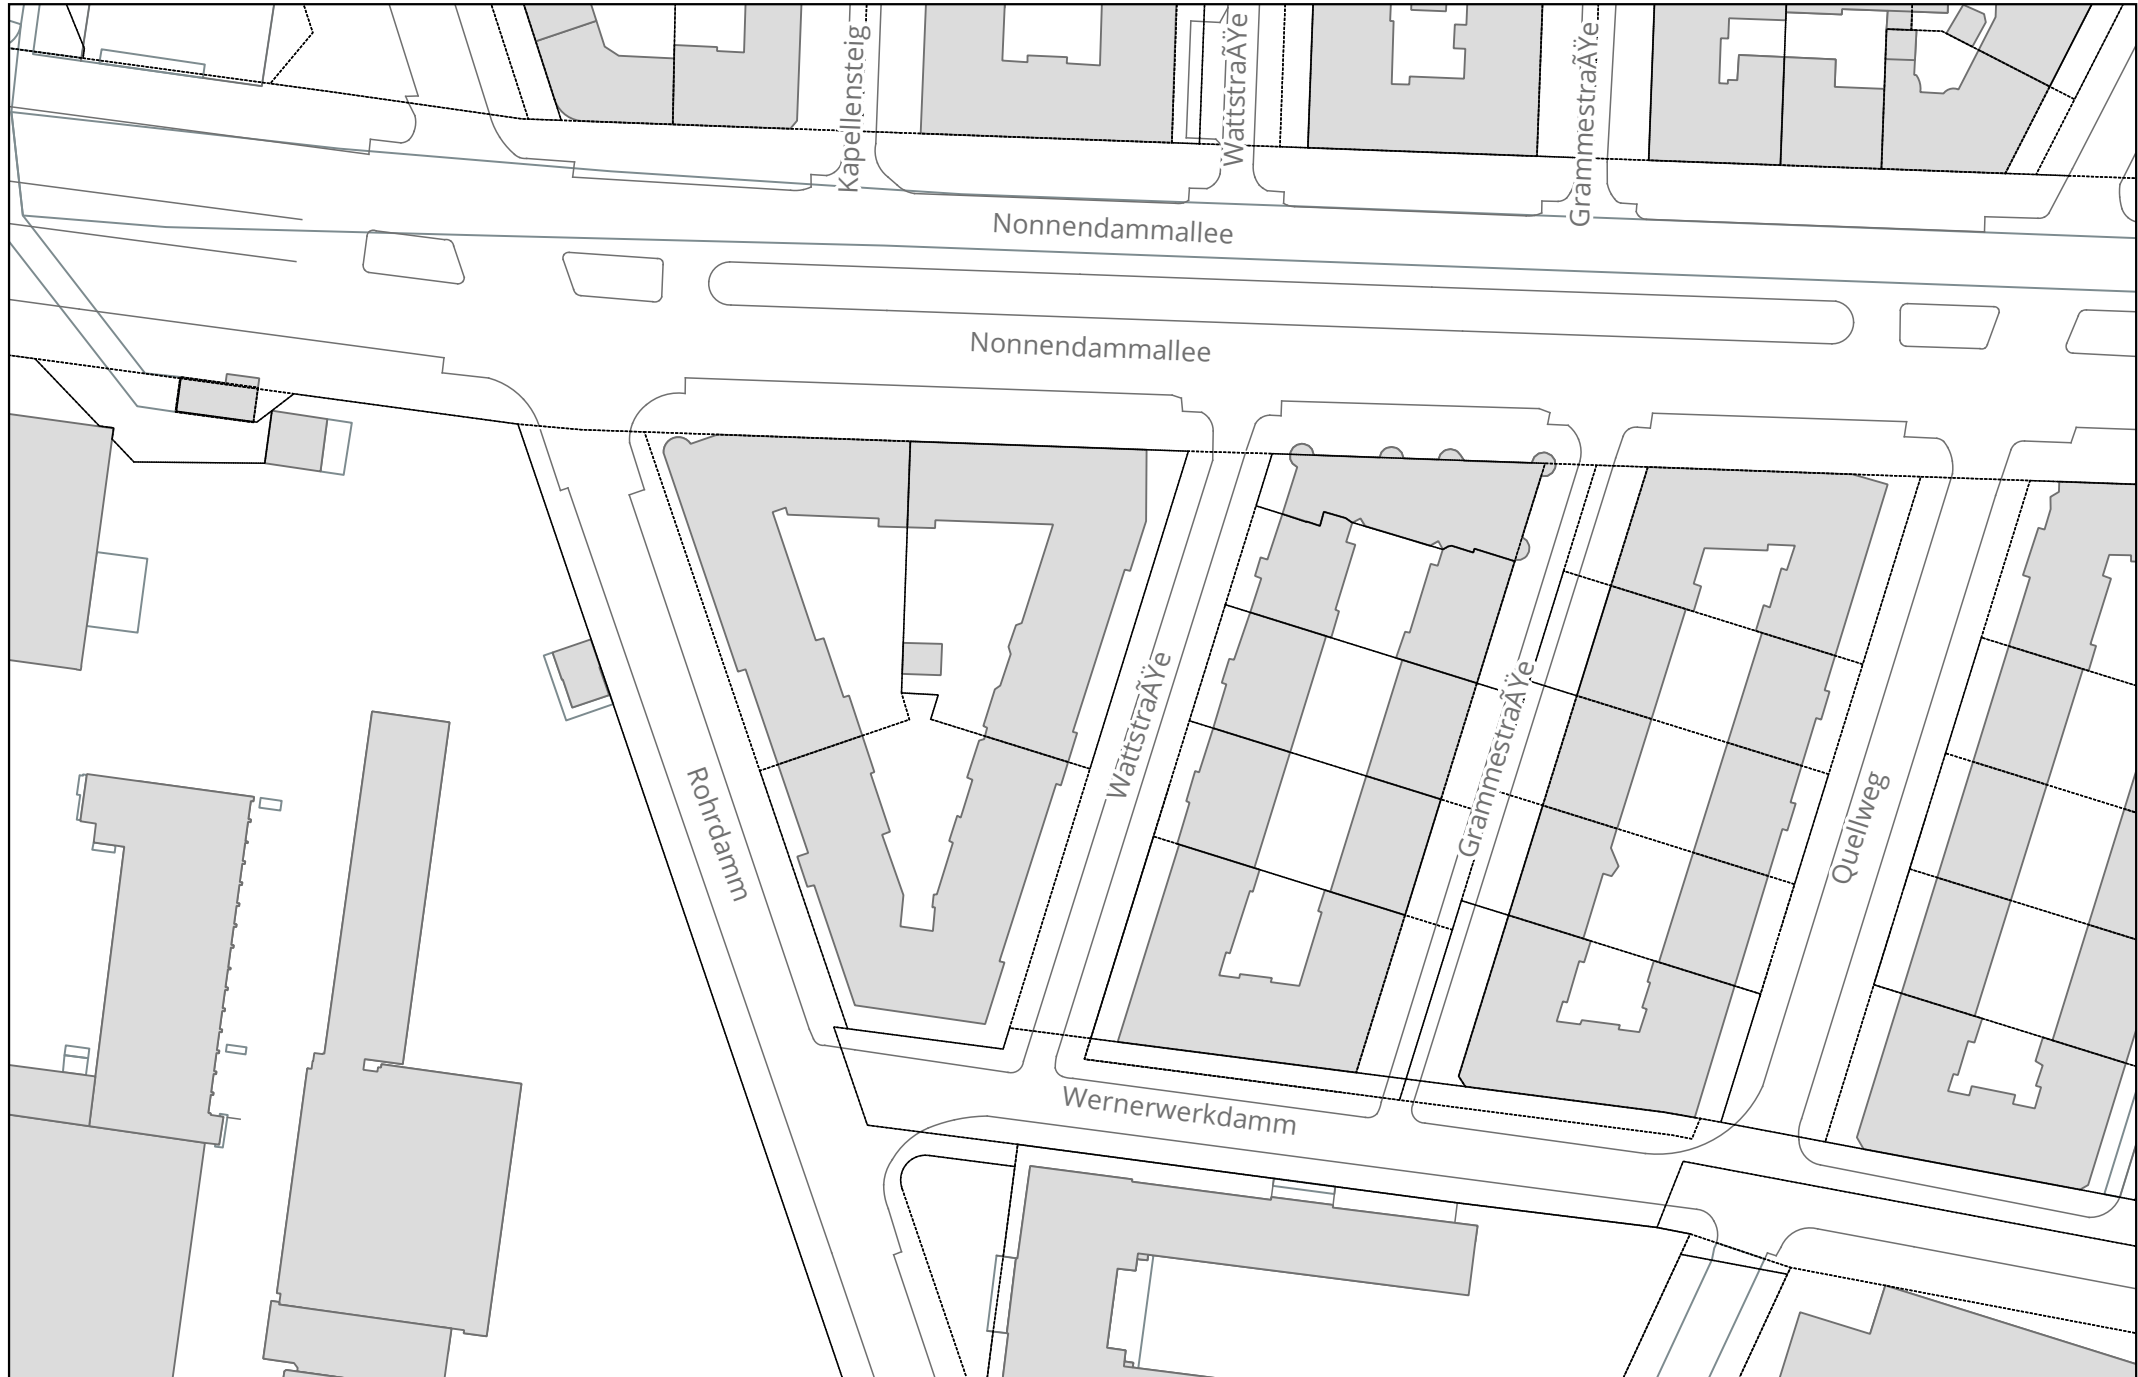 Kapellensteig
WattstraÃŸe
GrammestraÃŸe
Nonnendammallee
Nonnendammallee
WattstraÃŸe
GrammestraÃŸe
Rohrdamm
Quellweg
Wernerwerkdamm